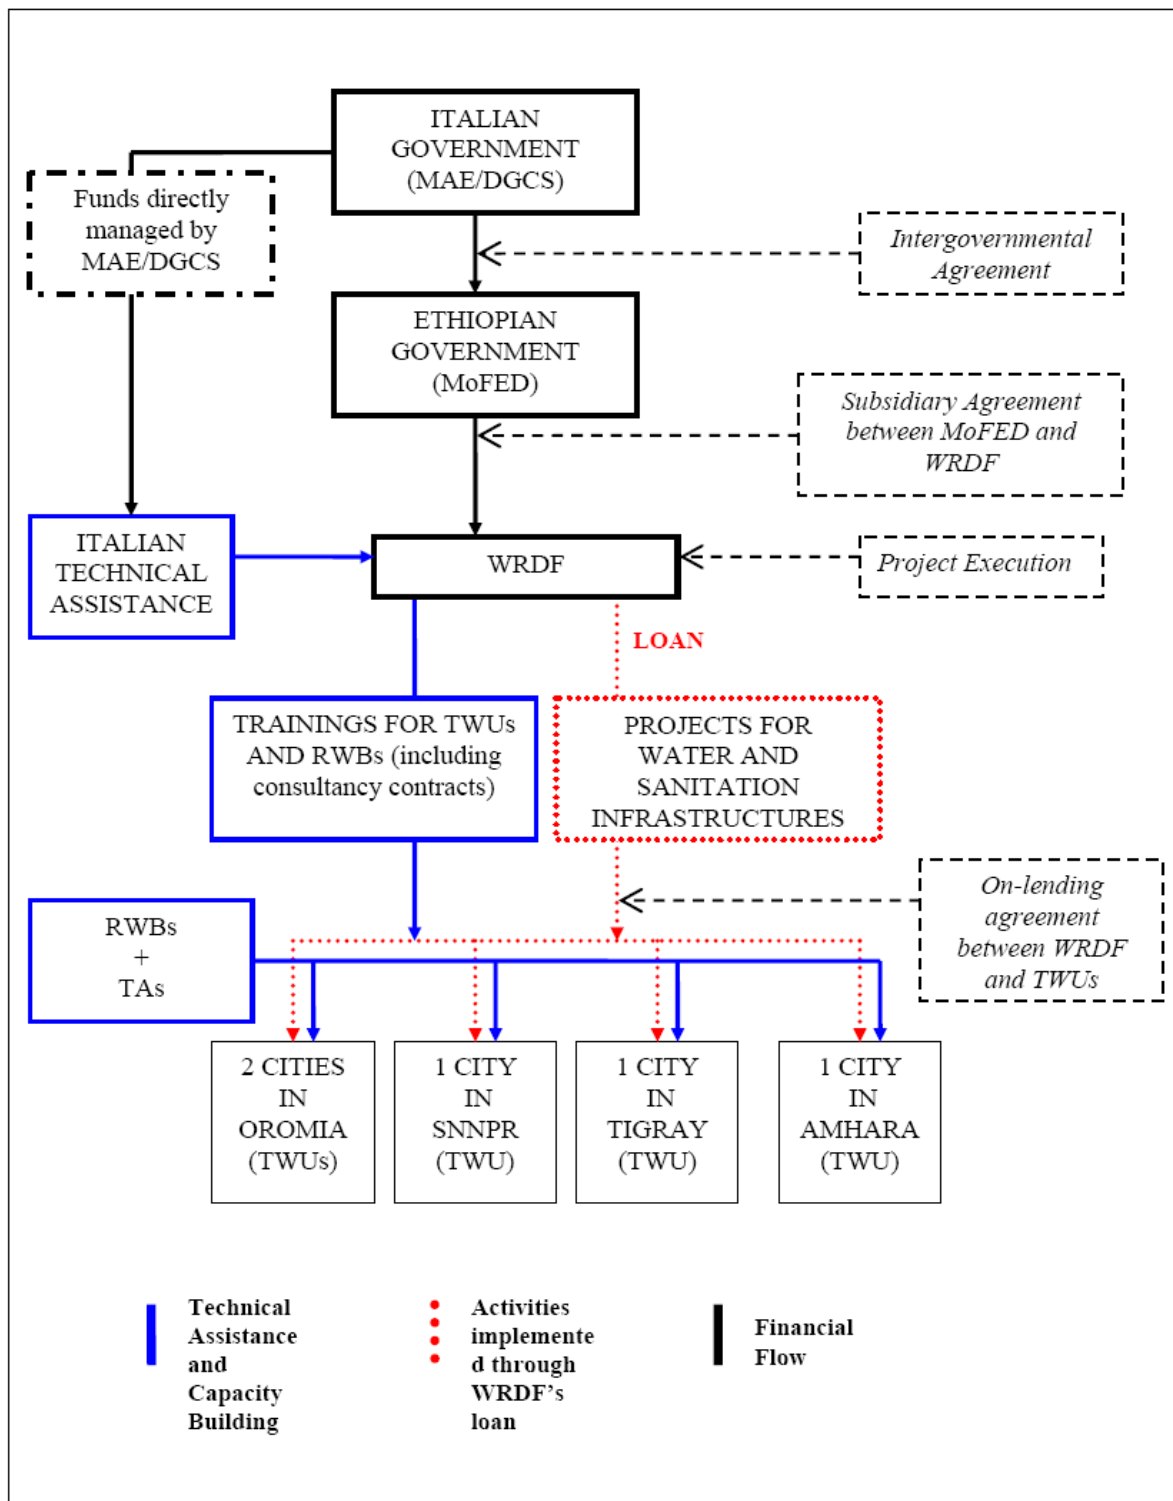 ITALIAN
GOVERNMENT
(MAE/DGCS)
Funds directly
managed by
MAE/DGCS
Intergovernmental
Agreement
ETHIOPIAN
GOVERNMENT
(MoFED)
Subsidiary Agreement
between MoFED and
WRDF
ITALIAN
TECHNICAL
ASSISTANCE
WRDF
Project Execution
LOAN
TRAININGS FOR TWUs
AND RWBs (including
consultancy contracts)
PROJECTS FOR
WATER AND
SANITATION
INFRASTRUCTURES
On-lending
agreement
between WRDF
and TWUs
RWBs
+
TAs
2 CITIES
IN
OROMIA
(TWUs)
1 CITY
IN
SNNPR
(TWU)
1 CITY
IN
TIGRAY
(TWU)
1 CITY
IN
AMHARA
(TWU)
Technical
Assistance
and
Capacity
Building
Activities
implemente
d through
WRDF's
loan
Financial
Flow